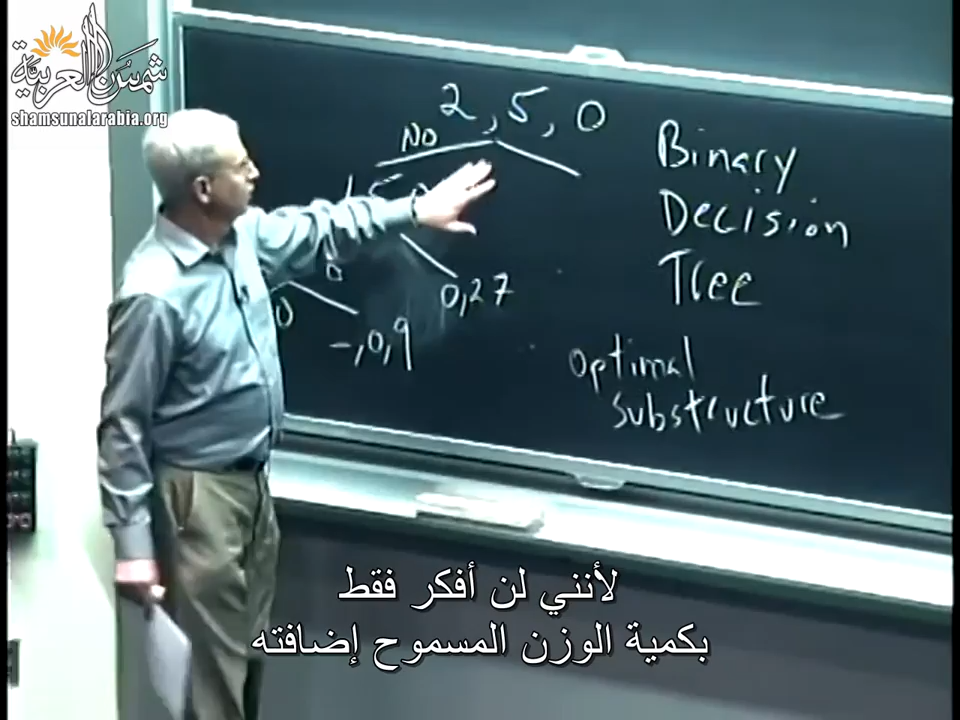 شمس العربية
shamsunalarabia.org
2, 5, 0
No
Binary
Decision
Tree
0,27
-,0,9
optimal
substructure
لأنني لن أفكر فقط
بكمية الوزن المسموح إضافته